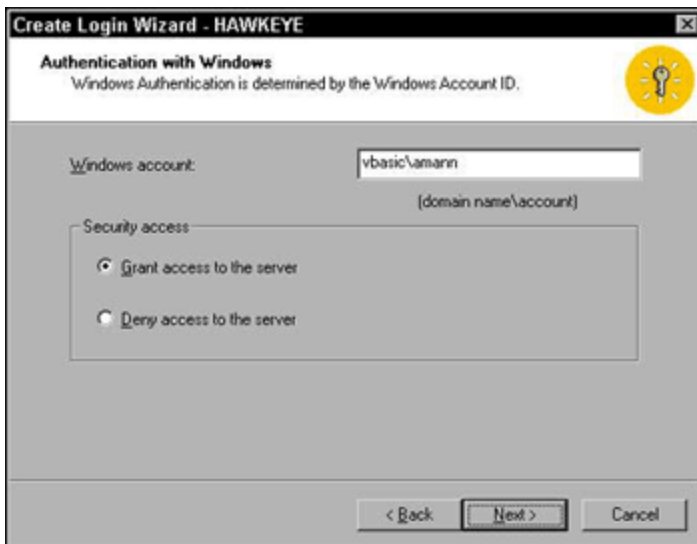 Create Login Wizard - HAWKEYE
Authentication with Windows
Windows Authentication is determined by the Windows Account ID.
Windows account:
vbasic\amann
(domain name\account)
Security access
Grant access to the server
Deny access to the server
< Back
Next >
Cancel